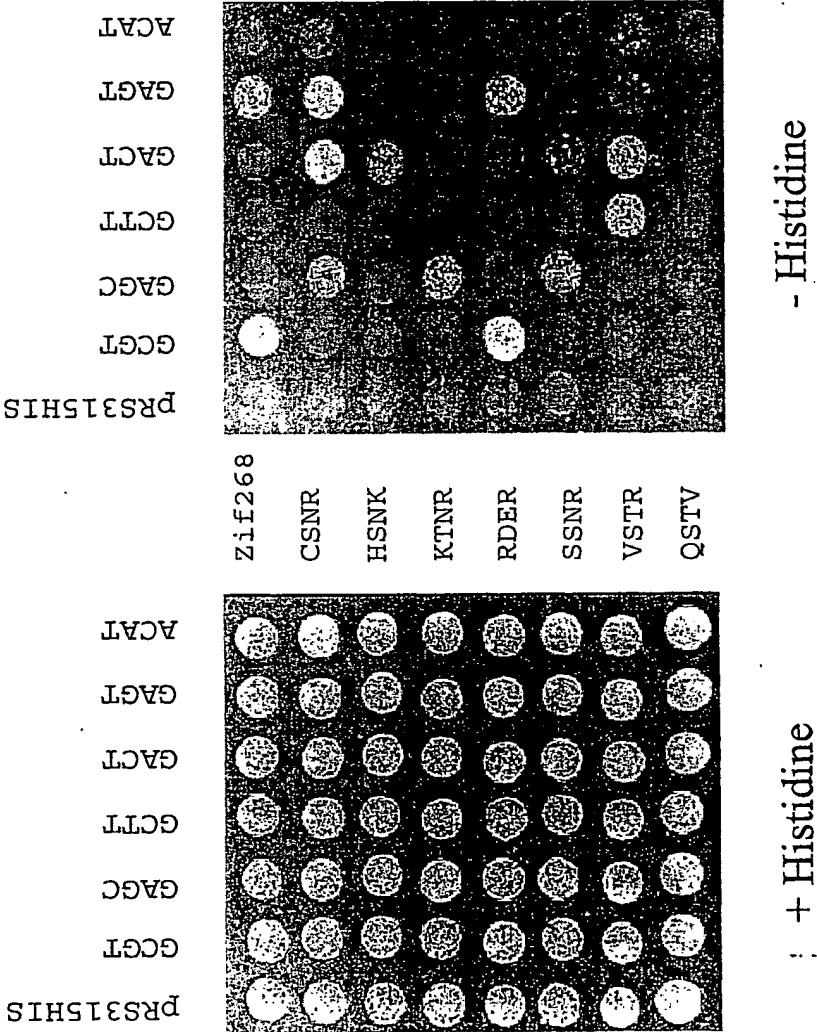 ACAT
GAGT
GACT
GCTT
GAGC
GCGT
pRS315HIS
- Histidine
Zif268
CSNR
HSNK
KTNR
RDER
SSNR
VSTR
QSTV
ACAT
GAGT
GACT
GCTT
GAGC
GCGT
pRS315HIS
+ Histidine